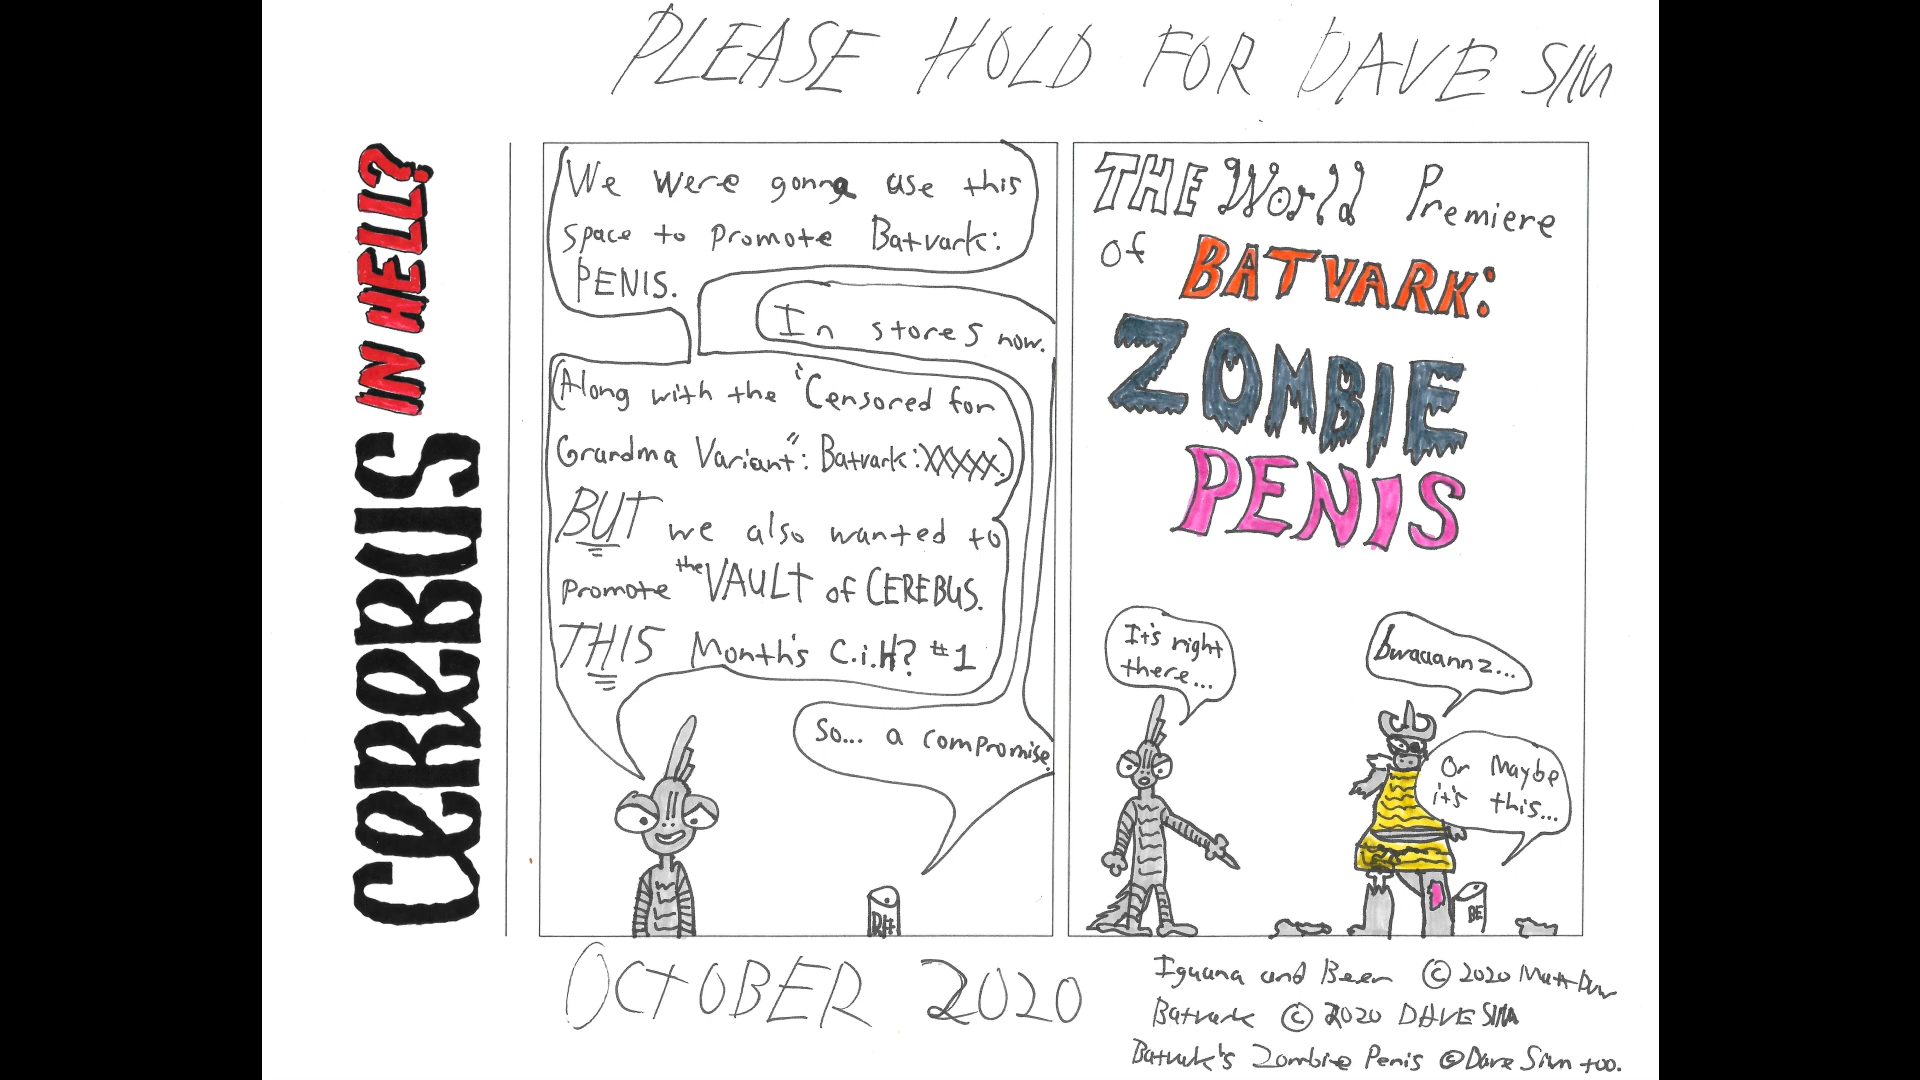 PLEASE HOLD FOR DAVE SIM
CEREBUS IN HELL?
We were gonna use this
space to promote Batvark:
PENIS.
In stores now.
(Along with the "Censored for
Grandma Variant": Batvark:XXXXX.)
BUT we also wanted to
promote the VAULT of CEREBUS.
THIS Month's C.i.H? #1
So... a compromise.
THE World Premiere
of BATVARK:
ZOMBIE
PENIS
It's right
there...
bwaaannz...
Or Maybe
it's this...
BE
OCTOBER 2020
Iguana and Beer © 2020 Matt Dow
Batvark © 2020 DAVE SIM
Batvark's Zombie Penis © Dave Sim too.